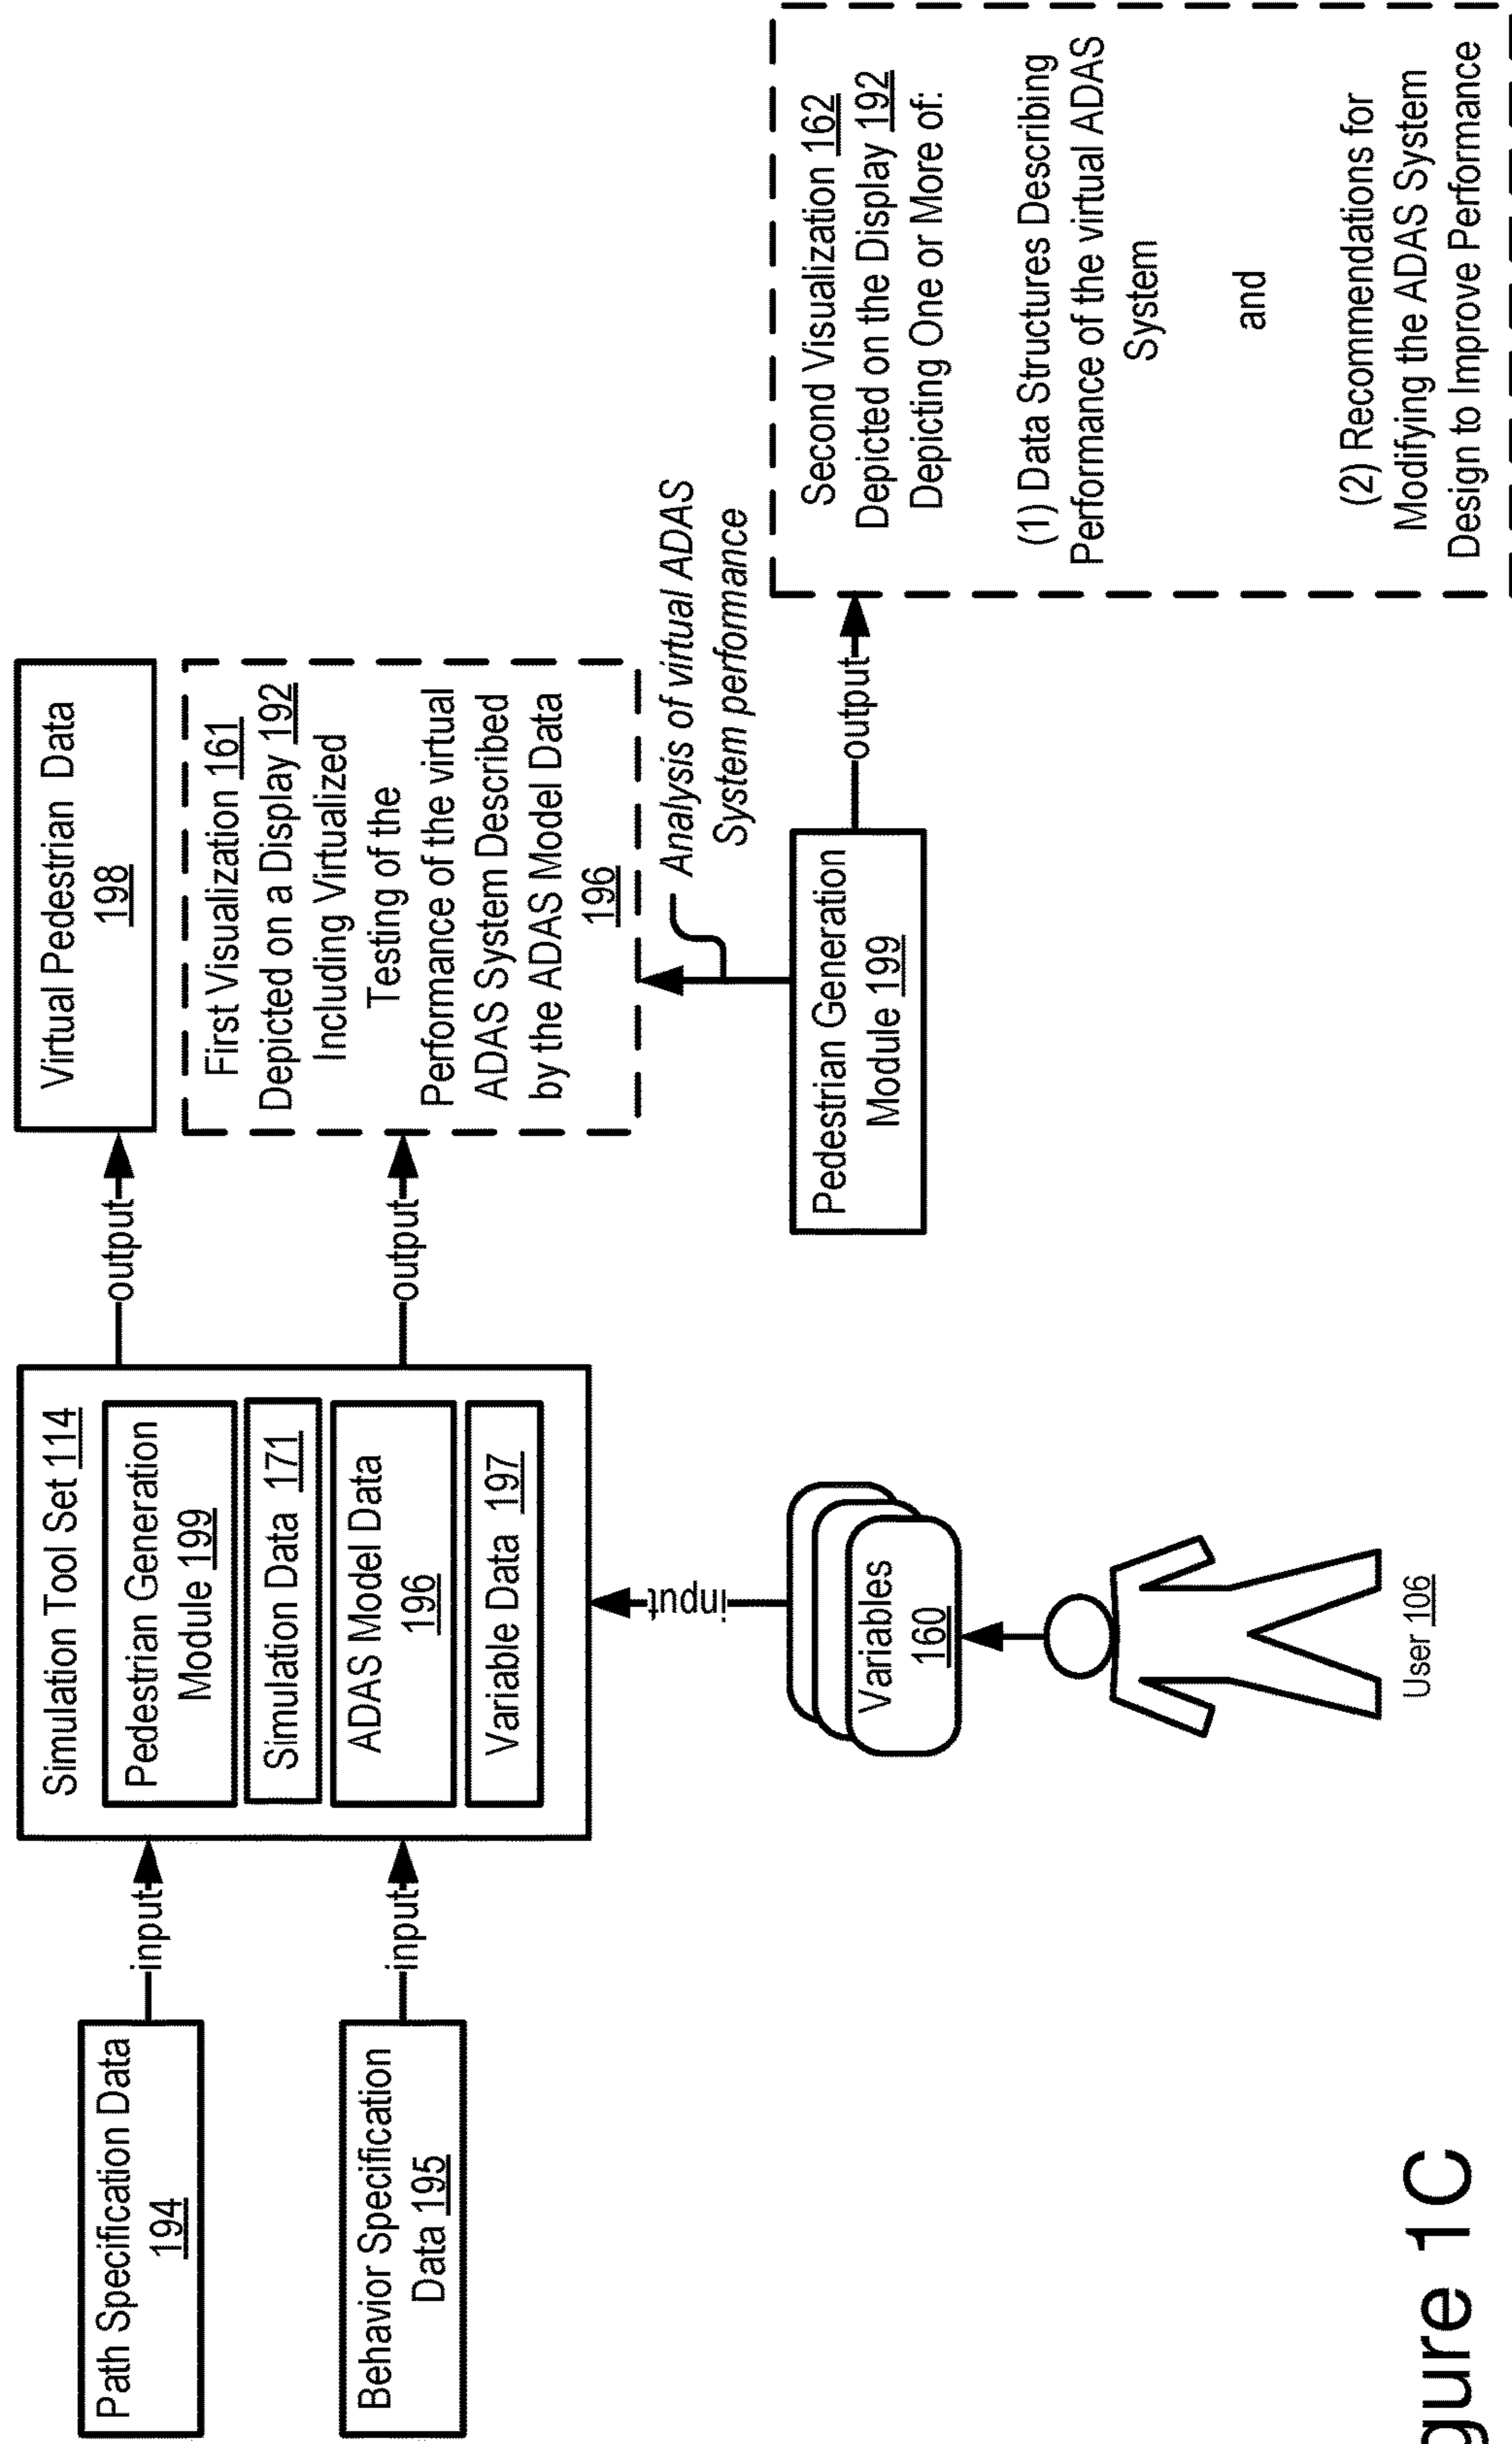 Path Specification Data
194
input
Behavior Specification
Data 195
input
Simulation Tool Set 114
Pedestrian Generation
Module 199
Simulation Data 171
ADAS Model Data
196
Variable Data 197
input
Variables
160
User 106
output
Virtual Pedestrian Data
198
output
First Visualization 161
Depicted on a Display 192
Including Virtualized
Testing of the
Performance of the virtual
ADAS System Described
by the ADAS Model Data
196
Analysis of virtual ADAS
System performance
Pedestrian Generation
Module 199
output
Second Visualization 162
Depicted on the Display 192
Depicting One or More of:
(1) Data Structures Describing
Performance of the virtual ADAS
System
and
(2) Recommendations for
Modifying the ADAS System
Design to Improve Performance
gure 1C